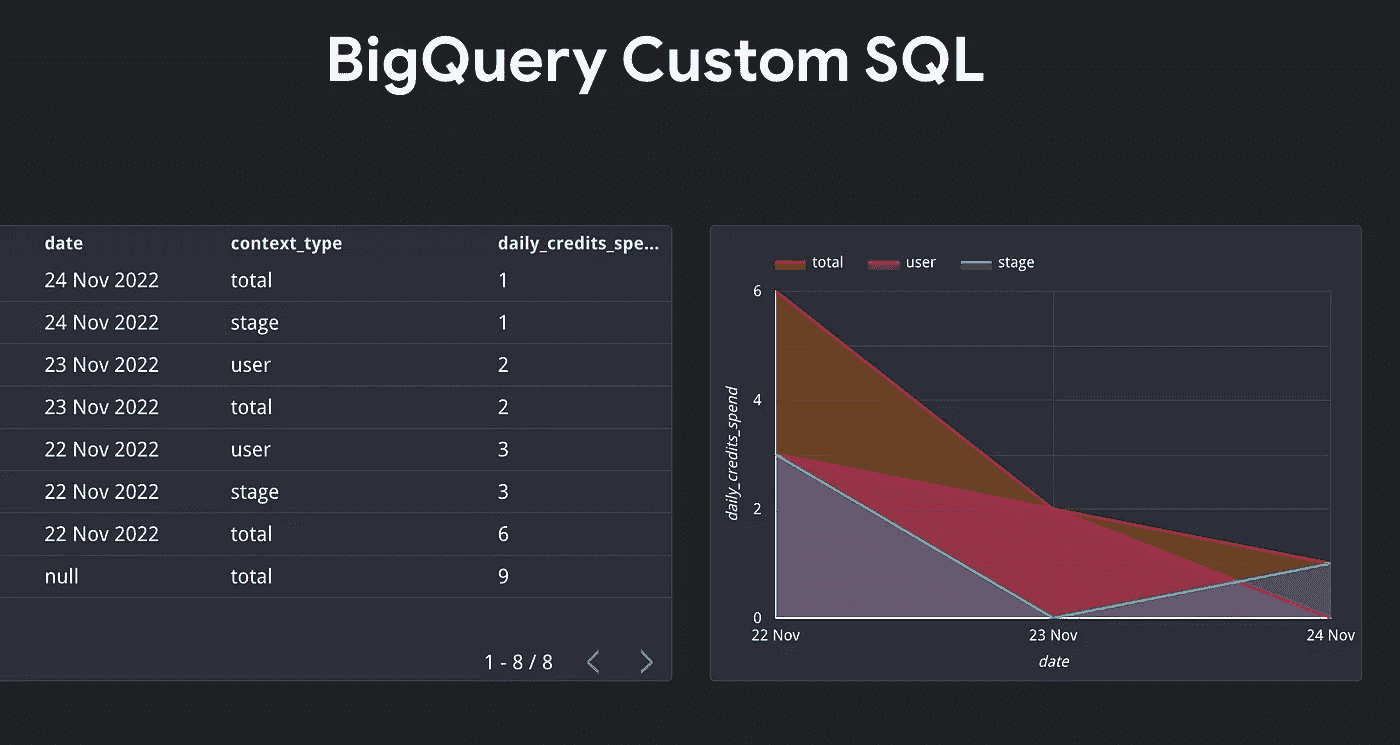 BigQuery Custom SQL
date context_type daily_credits_spe...
24 Nov 2022 total 1
24 Nov 2022 stage 1
23 Nov 2022 user 2
23 Nov 2022 total 2
22 Nov 2022 user 3
22 Nov 2022 stage 3
22 Nov 2022 total 6
null total 9
1 - 8 / 8
total user stage
6
4
2
0
daily_credits_spend
22 Nov 23 Nov 24 Nov
date